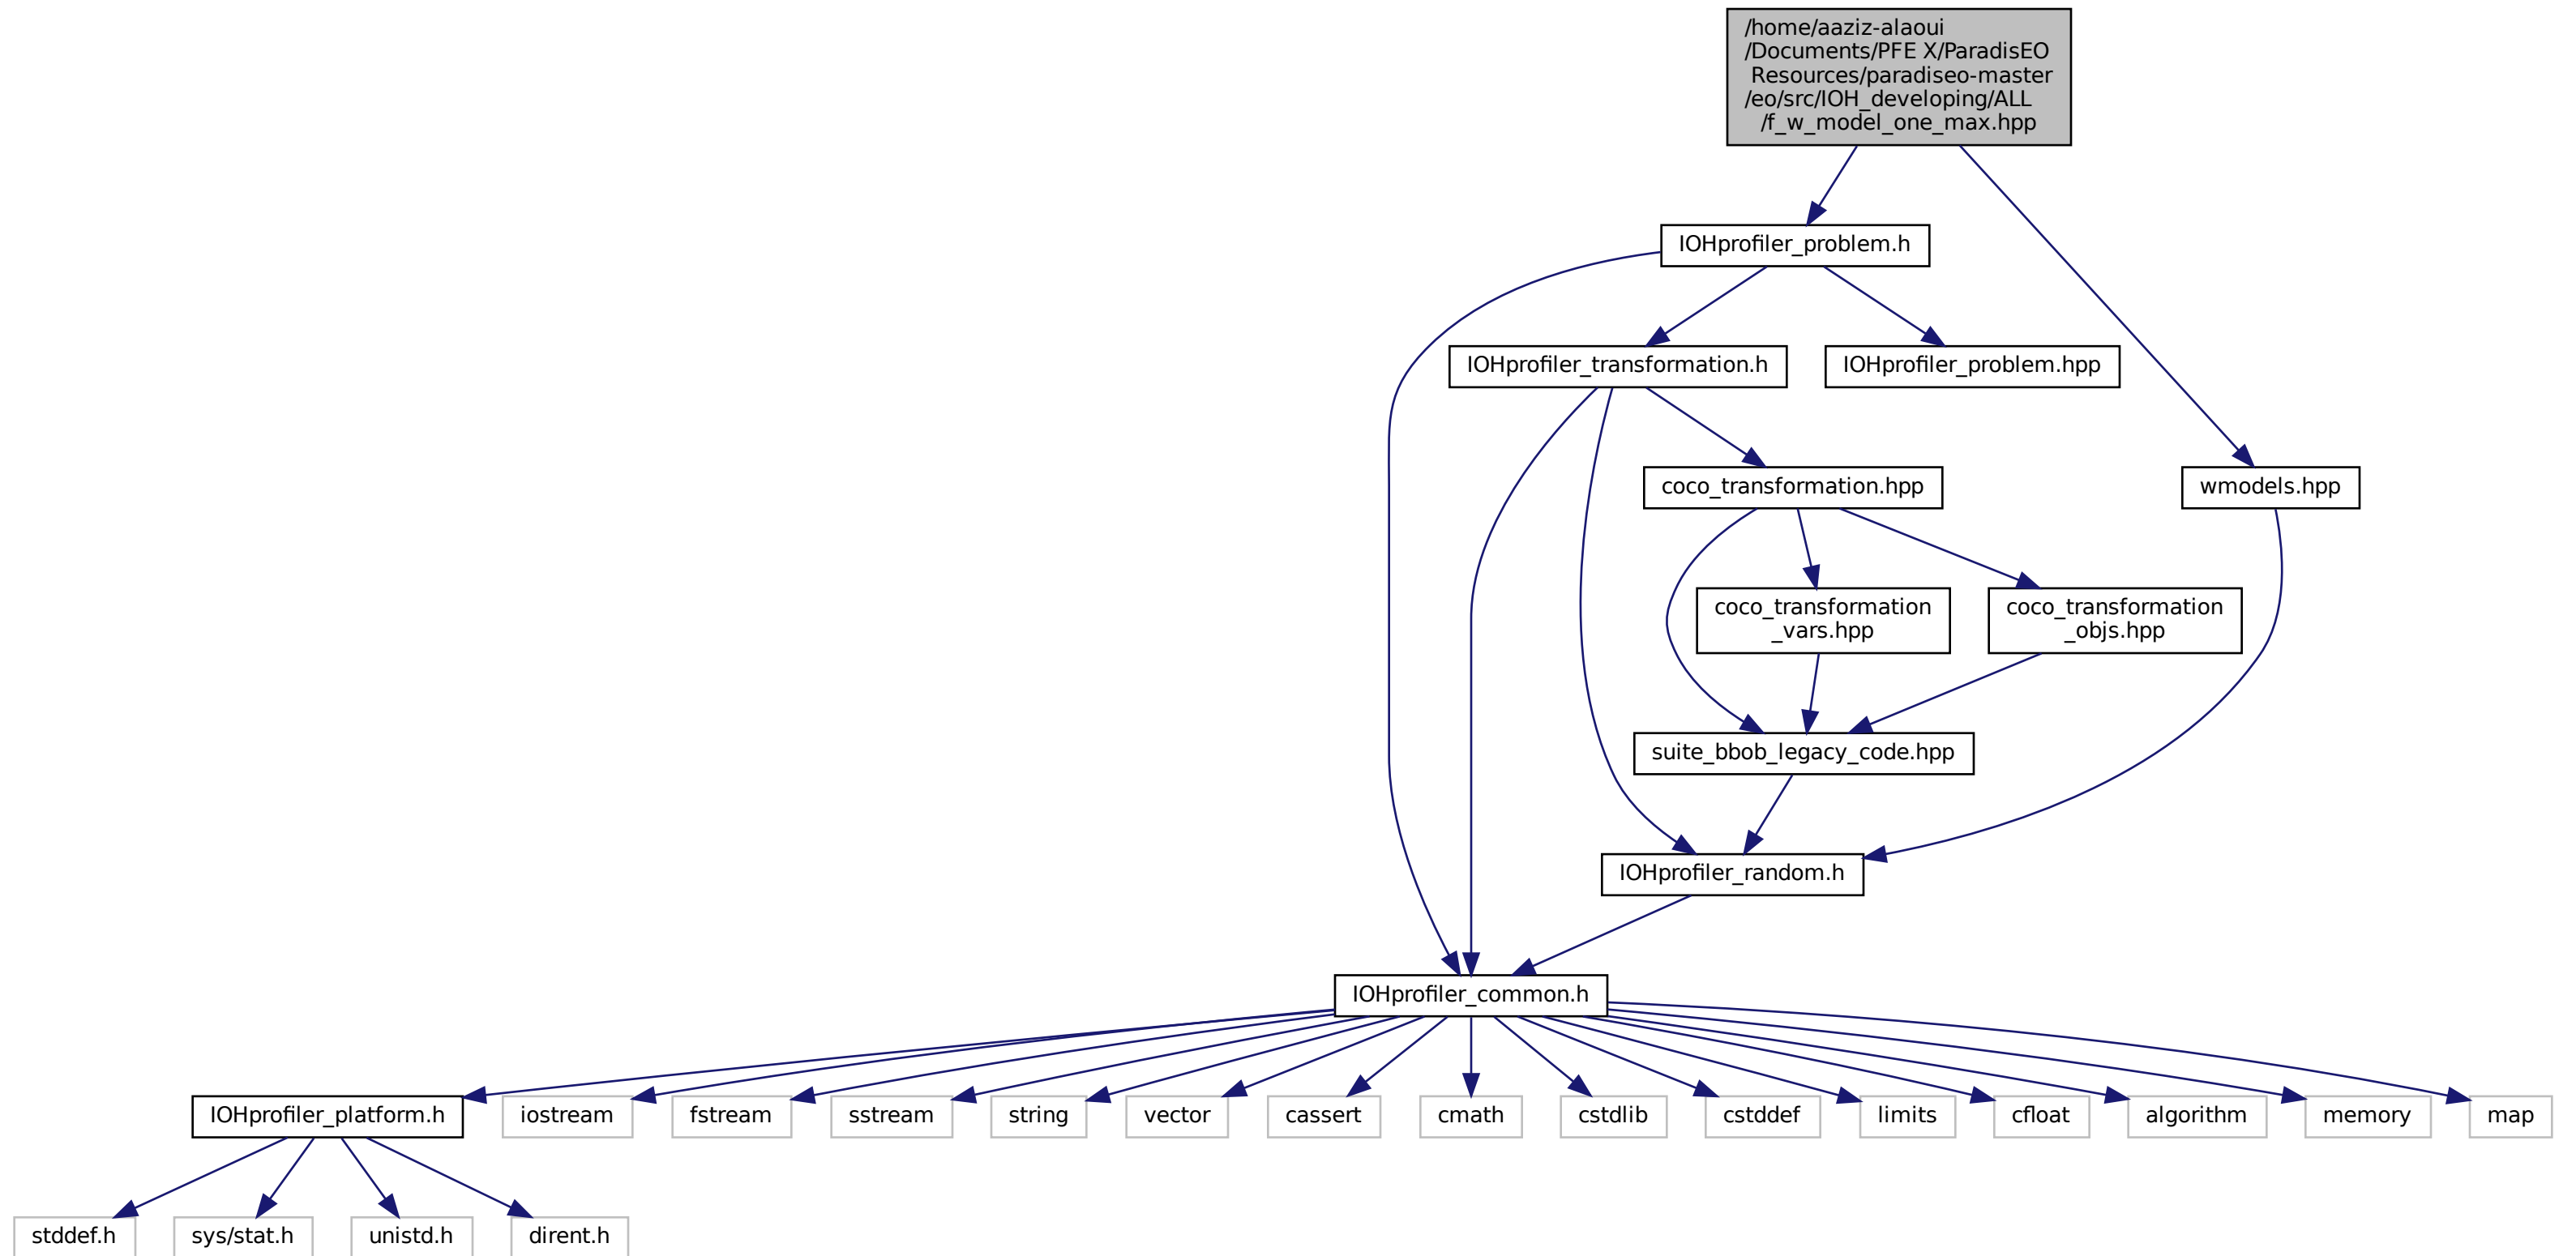 /home/aaziz-alaoui
/Documents/PFE X/ParadisEO
Resources/paradiseo-master
/eo/src/IOH_developing/ALL
/f_w_model_one_max.hpp
IOHprofiler_problem.h
IOHprofiler_transformation.h
IOHprofiler_problem.hpp
coco_transformation.hpp
wmodels.hpp
coco_transformation
_vars.hpp
coco_transformation
_objs.hpp
suite_bbob_legacy_code.hpp
IOHprofiler_random.h
IOHprofiler_common.h
IOHprofiler_platform.h
iostream
fstream
sstream
string
vector
cassert
cmath
cstdlib
cstddef
limits
cfloat
algorithm
memory
map
stddef.h
sys/stat.h
unistd.h
dirent.h